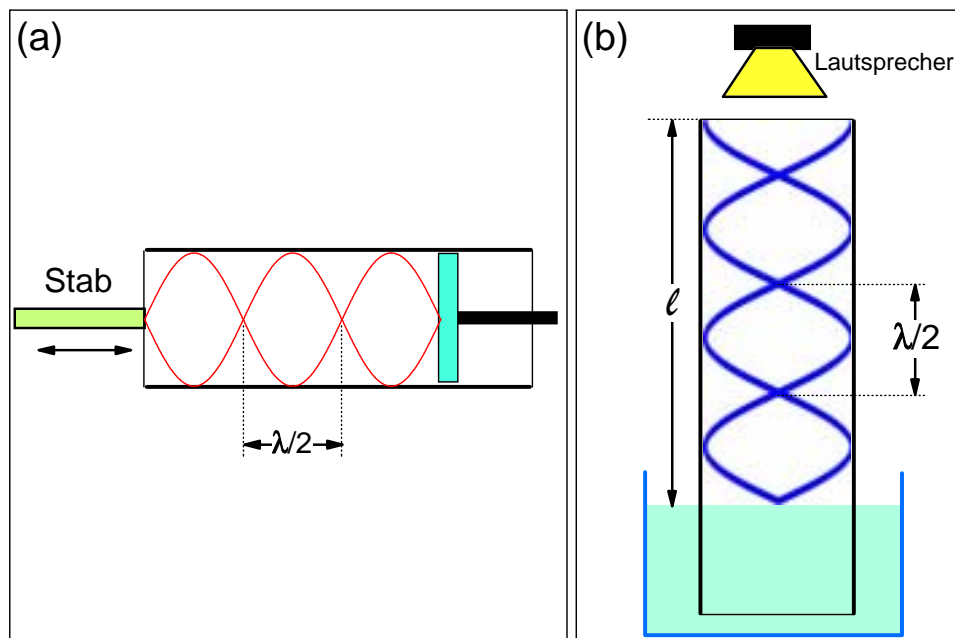 (a)
Stab
λ/2
(b)
Lautsprecher
ℓ
λ/2